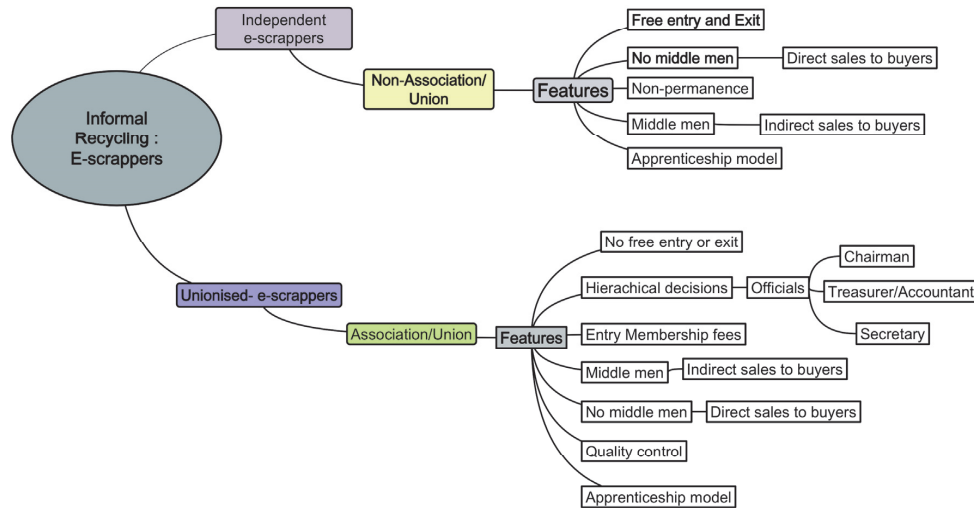 Independent
e-scrappers
Informal
Recycling :
E-scrappers
Non-Association/
Union
Features
Free entry and Exit
No middle men
Direct sales to buyers
Non-permanence
Middle men
Indirect sales to buyers
Apprenticeship model
Unionised- e-scrappers
Association/Union
Features
No free entry or exit
Hierachical decisions
Officials
Chairman
Treasurer/Accountant
Secretary
Entry Membership fees
Middle men
Indirect sales to buyers
No middle men
Direct sales to buyers
Quality control
Apprenticeship model